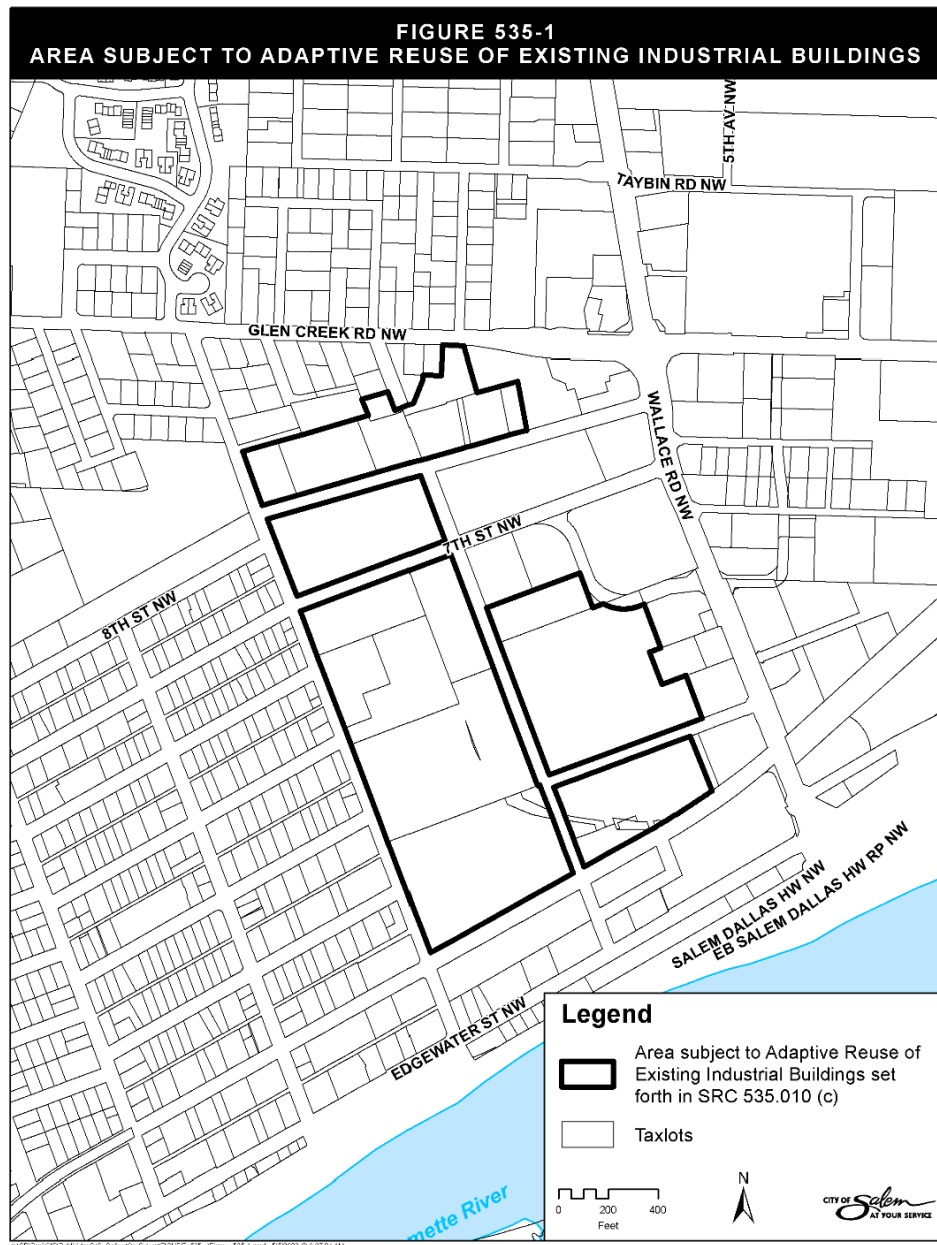 FIGURE 535-1
AREA SUBJECT TO ADAPTIVE REUSE OF EXISTING INDUSTRIAL BUILDINGS
5TH AV NW
TAYBIN RD NW
GLEN CREEK RD NW
WALLACE RD NW
7TH ST NW
8TH ST NW
SALEM DALLAS HW NW
EB SALEM DALLAS HW RP NW
EDGEWATER ST NW
mette River
Legend
Area subject to Adaptive Reuse of
Existing Industrial Buildings set
forth in SRC 535.010 (c)
Taxlots
0 200 400
Feet
N
CITY OF Salem
AT YOUR SERVICE